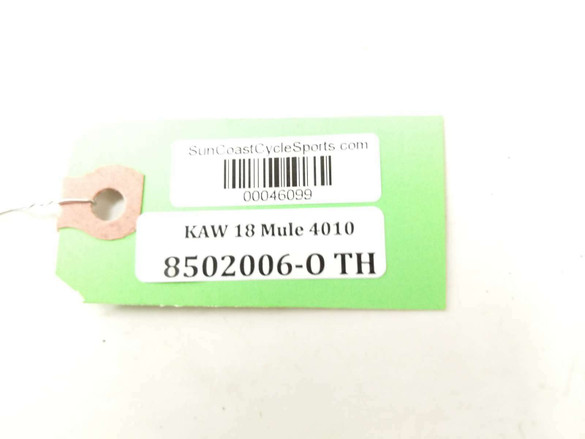 SunCoastCycleSports.com
00046099
KAW 18 Mule 4010
8502006-O TH